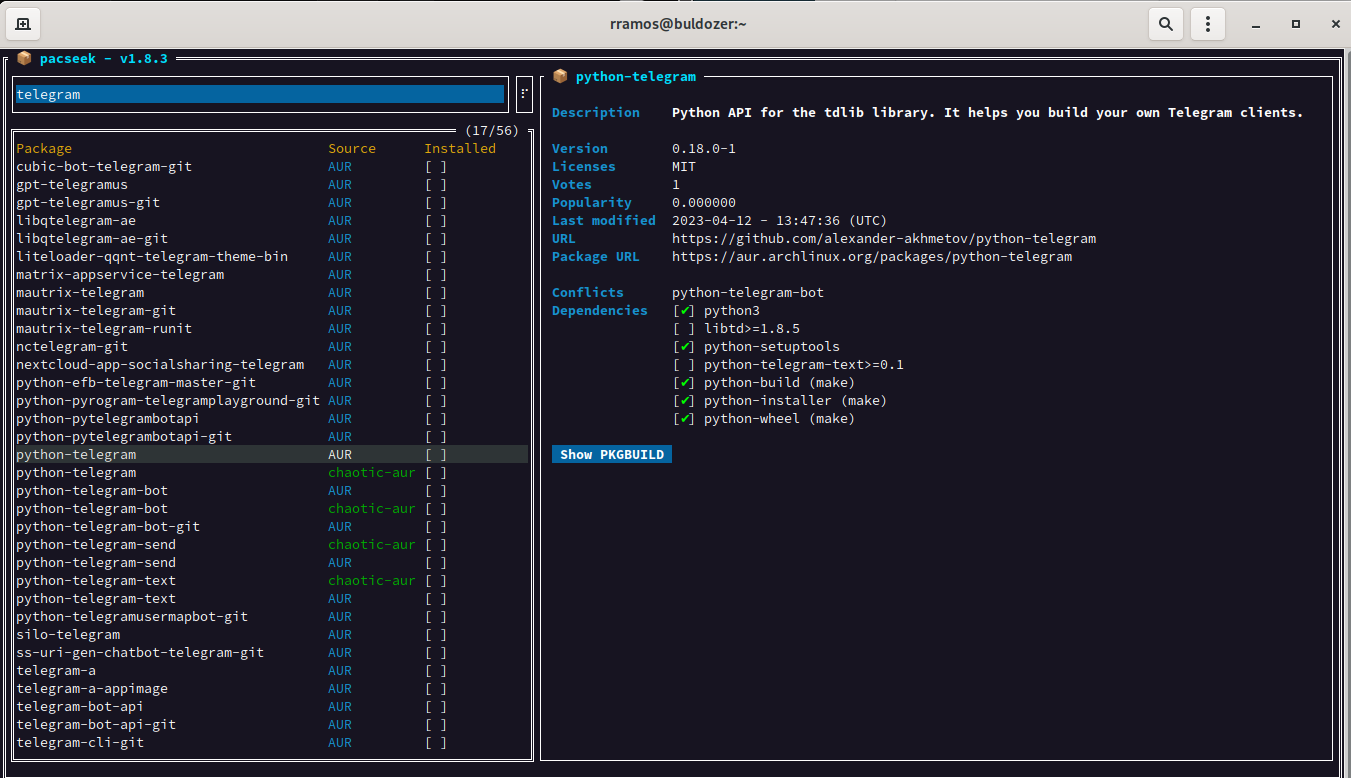 rramos@buldozer:~
pacseek - v1.8.3
telegram
(17/56)
Package Source Installed
cubic-bot-telegram-git AUR [ ]
gpt-telegramus AUR [ ]
gpt-telegramus-git AUR [ ]
libqtelegram-ae AUR [ ]
libqtelegram-ae-git AUR [ ]
liteloader-qqnt-telegram-theme-bin AUR [ ]
matrix-appservice-telegram AUR [ ]
mautrix-telegram AUR [ ]
mautrix-telegram-git AUR [ ]
mautrix-telegram-runit AUR [ ]
nctelegram-git AUR [ ]
nextcloud-app-socialsharing-telegram AUR [ ]
python-efb-telegram-master-git AUR [ ]
python-pyrogram-telegramplayground-git AUR [ ]
python-pytelegrambotapi AUR [ ]
python-pytelegrambotapi-git AUR [ ]
python-telegram AUR [ ]
python-telegram chaotic-aur [ ]
python-telegram-bot AUR [ ]
python-telegram-bot chaotic-aur [ ]
python-telegram-bot-git AUR [ ]
python-telegram-send chaotic-aur [ ]
python-telegram-send AUR [ ]
python-telegram-text chaotic-aur [ ]
python-telegram-text AUR [ ]
python-telegramusermapbot-git AUR [ ]
silo-telegram AUR [ ]
ss-uri-gen-chatbot-telegram-git AUR [ ]
telegram-a AUR [ ]
telegram-a-appimage AUR [ ]
telegram-bot-api AUR [ ]
telegram-bot-api-git AUR [ ]
telegram-cli-git AUR [ ]
python-telegram
Description Python API for the tdlib library. It helps you build your own Telegram clients.
Version 0.18.0-1
Licenses MIT
Votes 1
Popularity 0.000000
Last modified 2023-04-12 - 13:47:36 (UTC)
URL https://github.com/alexander-akhmetov/python-telegram
Package URL https://aur.archlinux.org/packages/python-telegram
Conflicts python-telegram-bot
Dependencies [✔] python3
[ ] libtd>=1.8.5
[✔] python-setuptools
[ ] python-telegram-text>=0.1
[✔] python-build (make)
[✔] python-installer (make)
[✔] python-wheel (make)
Show PKGBUILD